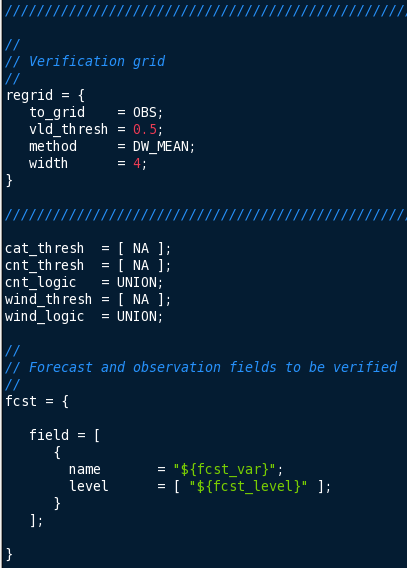 ////////////////////////////////////////////////////
//
// Verification grid
//
regrid = {
   to_grid    = OBS;
   vld_thresh = 0.5;
   method     = DW_MEAN;
   width      = 4;
}
////////////////////////////////////////////////////
cat_thresh  = [ NA ];
cnt_thresh  = [ NA ];
cnt_logic   = UNION;
wind_thresh = [ NA ];
wind_logic  = UNION;
//
// Forecast and observation fields to be verified
//
fcst = {
   field = [
      {
        name       = "${fcst_var}";
        level      = [ "${fcst_level}" ];
      }
   ];
}